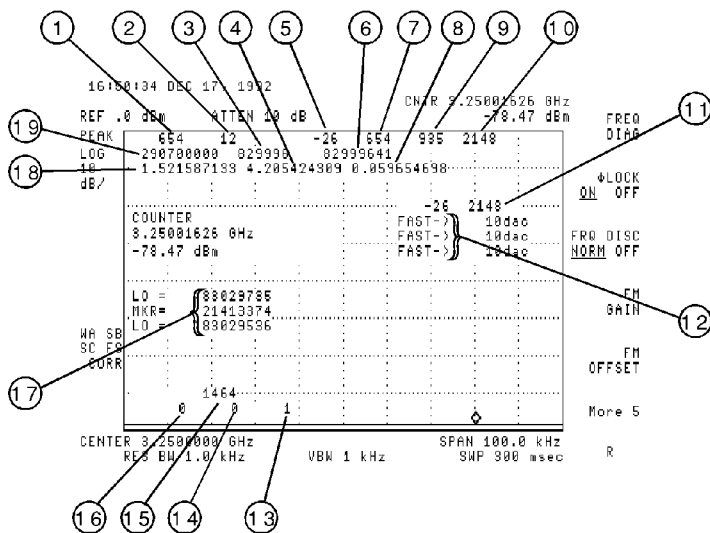 1 2 3 4 5 6 7 8 9 10
16:50:34 DEC 17, 1992
CNTR 3.25001626 GHz
REF .0 dBm ATTEN 10 dB -78.47 dBm FREQ
DIAG
11
19 PEAK 654 12 -26 654 935 2148
LOG 290700000 829998 82999641
18 10 1.521587133 4.205424309 0.059654698
dB/
ϕLOCK
ON OFF
-26 2148
COUNTER FAST-> 10dac
3.25001626 GHz FAST-> 10dac FRQ DISC
-78.47 dBm FAST-> 10dac NORM OFF
LO = 83029785 FM
MKR= 21413374 GAIN
LO = 83029536 12
WA SB
SC FS
CORR
FM
OFFSET
17
1464
0 0 1 More 5
CENTER 3.2500000 GHz SPAN 100.0 kHz
RES BW 1.0 kHz VBW 1 kHz SWP 300 msec R
16 15 14 13